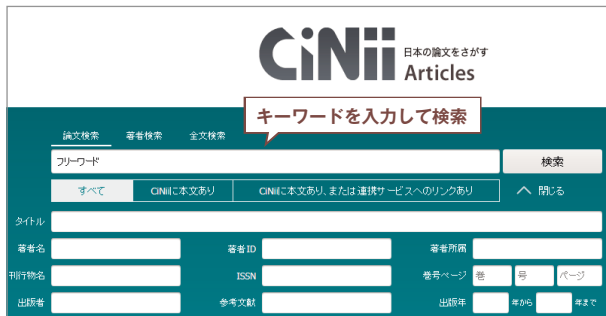 CiNii 日本の論文をさがす
Articles
キーワードを入力して検索
論文検索 著者検索 全文検索
フリーワード 検索
すべて CiNiiに本文あり CiNiiに本文あり、または連携サービスへのリンクあり 閉じる
タイトル
著者名 著者ID 著者所属
刊行物名 ISSN 巻号ページ 巻 号 ページ
出版者 参考文献 出版年 年から 年まで